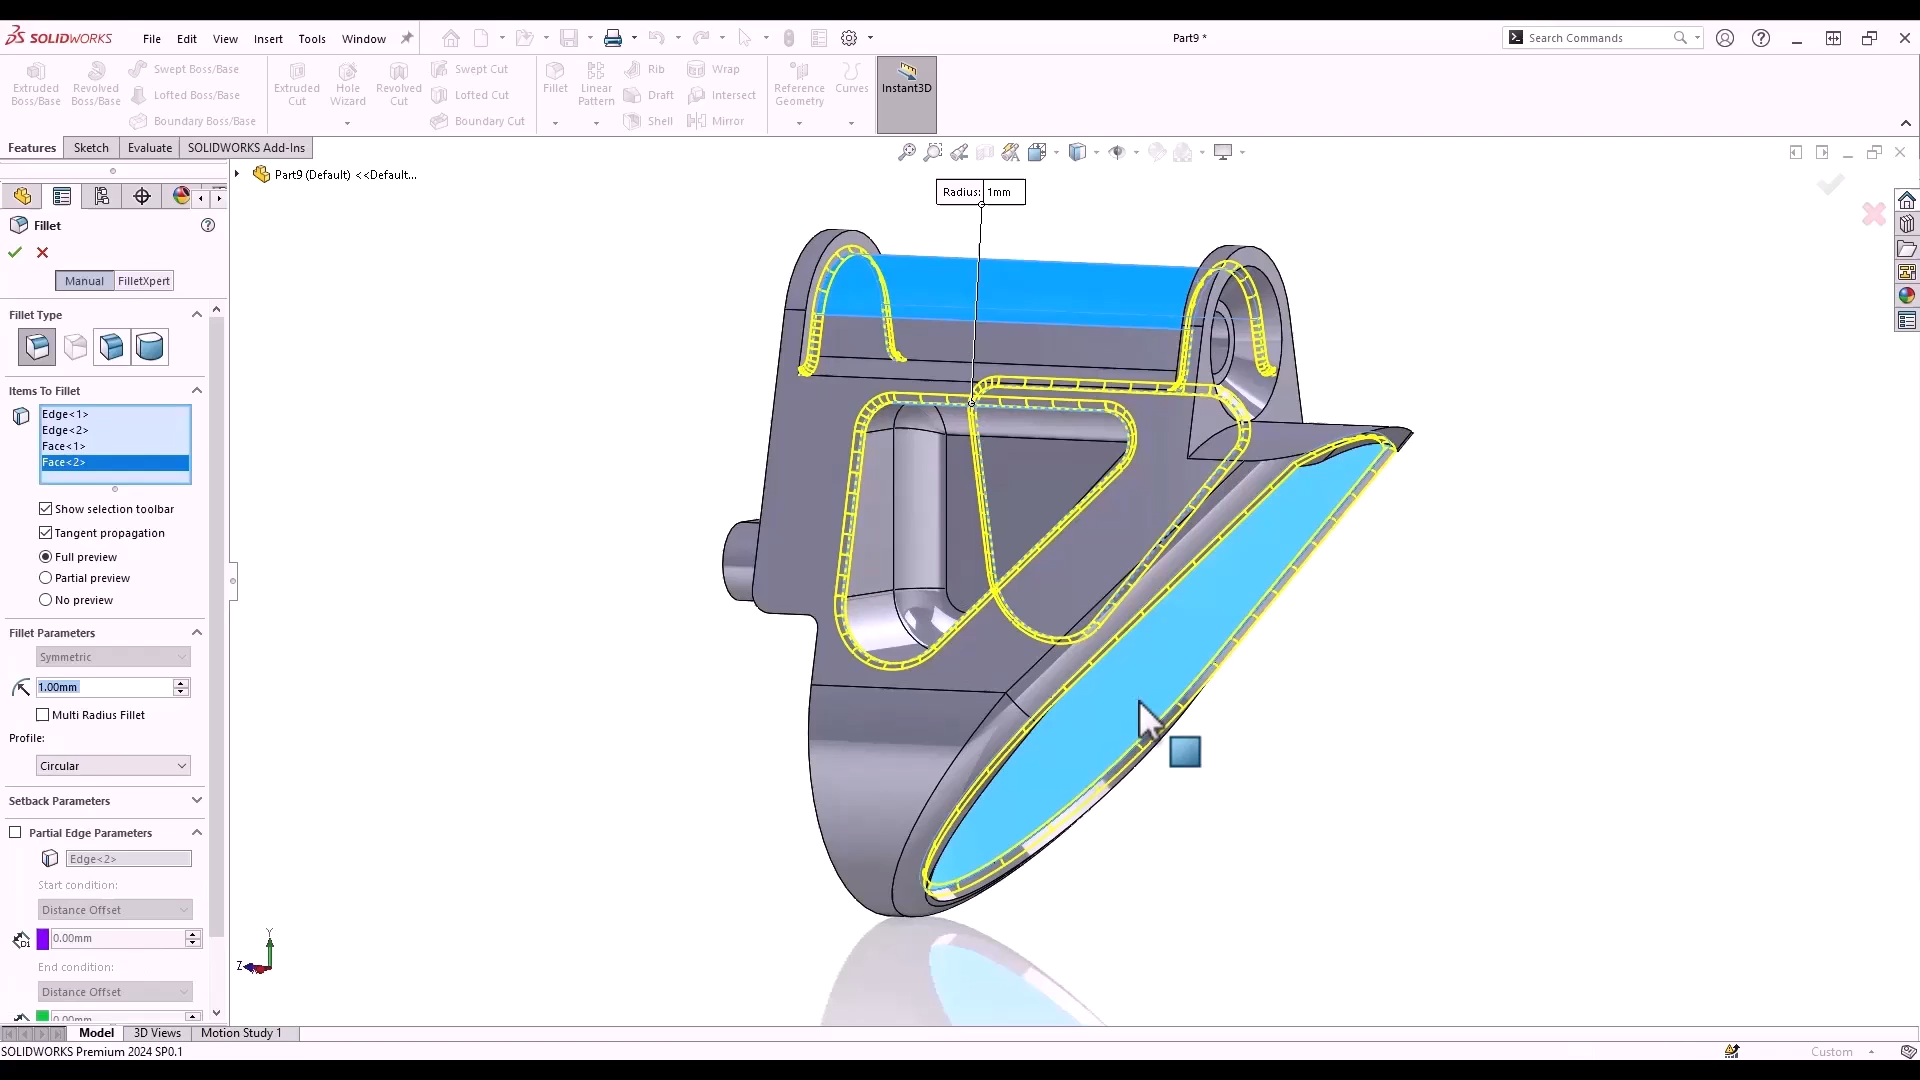 SOLIDWORKS
File Edit View Insert Tools Window
Part9 *
Search Commands
Extruded Boss/Base
Revolved Boss/Base
Swept Boss/Base
Lofted Boss/Base
Boundary Boss/Base
Extruded Cut
Hole Wizard
Revolved Cut
Swept Cut
Lofted Cut
Boundary Cut
Fillet
Linear Pattern
Rib
Draft
Shell
Wrap
Intersect
Mirror
Reference Geometry
Curves
Instant3D
Features Sketch Evaluate SOLIDWORKS Add-Ins
Part9 (Default) <<Default...
Radius: 1mm
Fillet
Manual FilletXpert
Fillet Type
Items To Fillet
Edge<1>
Edge<2>
Face<1>
Face<2>
Show selection toolbar
Tangent propagation
Full preview
Partial preview
No preview
Fillet Parameters
Symmetric
1.00mm
Multi Radius Fillet
Profile:
Circular
Setback Parameters
Partial Edge Parameters
Edge<2>
Start condition:
Distance Offset
D1 0.00mm
End condition:
Distance Offset
0.00mm
Y
Z
Model 3D Views Motion Study 1
SOLIDWORKS Premium 2024 SP0.1
Custom